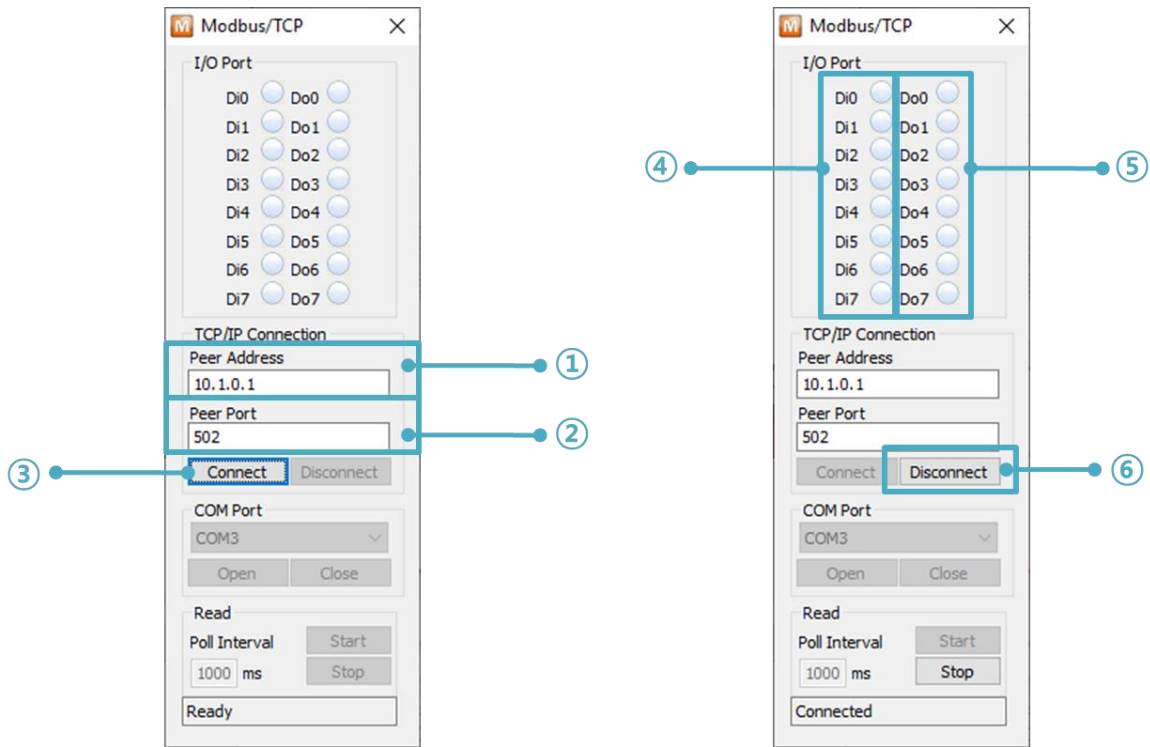 Modbus/TCP
I/O Port
Di0 Do0
Di1 Do1
Di2 Do2
Di3 Do3
Di4 Do4
Di5 Do5
Di6 Do6
Di7 Do7
TCP/IP Connection
Peer Address
10.1.0.1
①
Peer Port
502
②
③
Connect Disconnect
COM Port
COM3
Open Close
Read
Poll Interval Start
1000 ms Stop
Ready
Modbus/TCP
I/O Port
Di0 Do0
Di1 Do1
Di2 Do2
④
⑤
Di3 Do3
Di4 Do4
Di5 Do5
Di6 Do6
Di7 Do7
TCP/IP Connection
Peer Address
10.1.0.1
Peer Port
502
Connect Disconnect
⑥
COM Port
COM3
Open Close
Read
Poll Interval Start
1000 ms Stop
Connected